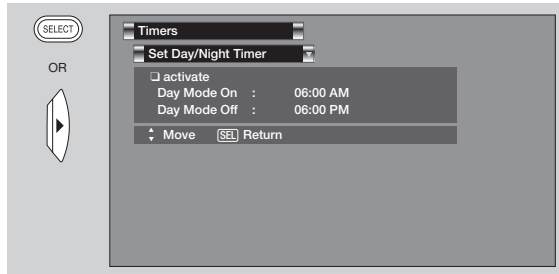 SELECT
OR
Timers
Set Day/Night Timer
❏ activate
Day Mode On : 06:00 AM
Day Mode Off : 06:00 PM
Move SEL Return